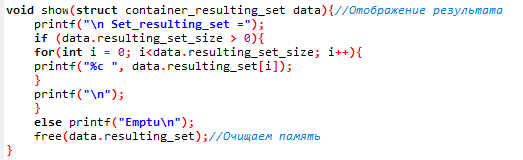 void show(struct container_resulting_set data){//Отображение результата
printf("\n Set_resulting_set =");
if (data.resulting_set_size > 0){
for(int i = 0; i<data.resulting_set_size; i++){
printf("%c ", data.resulting_set[i]);
}
printf("\n");
}
else printf("Emptu\n");
free(data.resulting_set);//Очищаем память
}